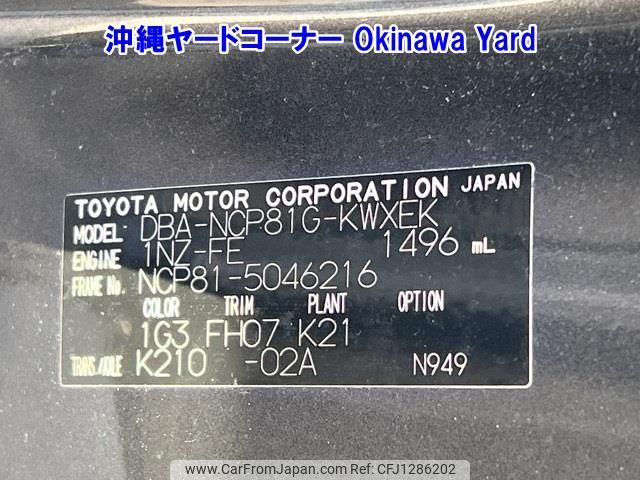 沖縄ヤードコーナー Okinawa Yard
TOYOTA MOTOR CORPORATION JAPAN
MODEL DBA-NCP81G-KWXEK
ENGINE 1NZ-FE 1496 mL
FRAME No. NCP81-5046216
COLOR TRIM PLANT OPTION
1G3 FH07 K21
TRANS./AXLE K210 -02A N949
© CarFromJapan.com - CFJ1286202